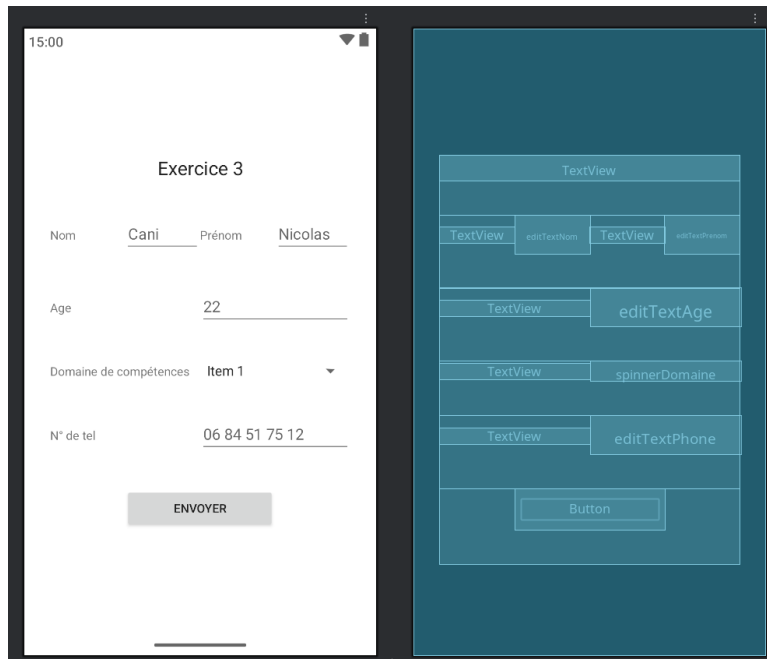 15:00
Exercice 3
Nom Cani Prénom Nicolas
Age 22
Domaine de compétences Item 1
N° de tel 06 84 51 75 12
ENVOYER
TextView
TextView editTextNom TextView editTextPrenom
TextView editTextAge
TextView spinnerDomaine
TextView editTextPhone
Button